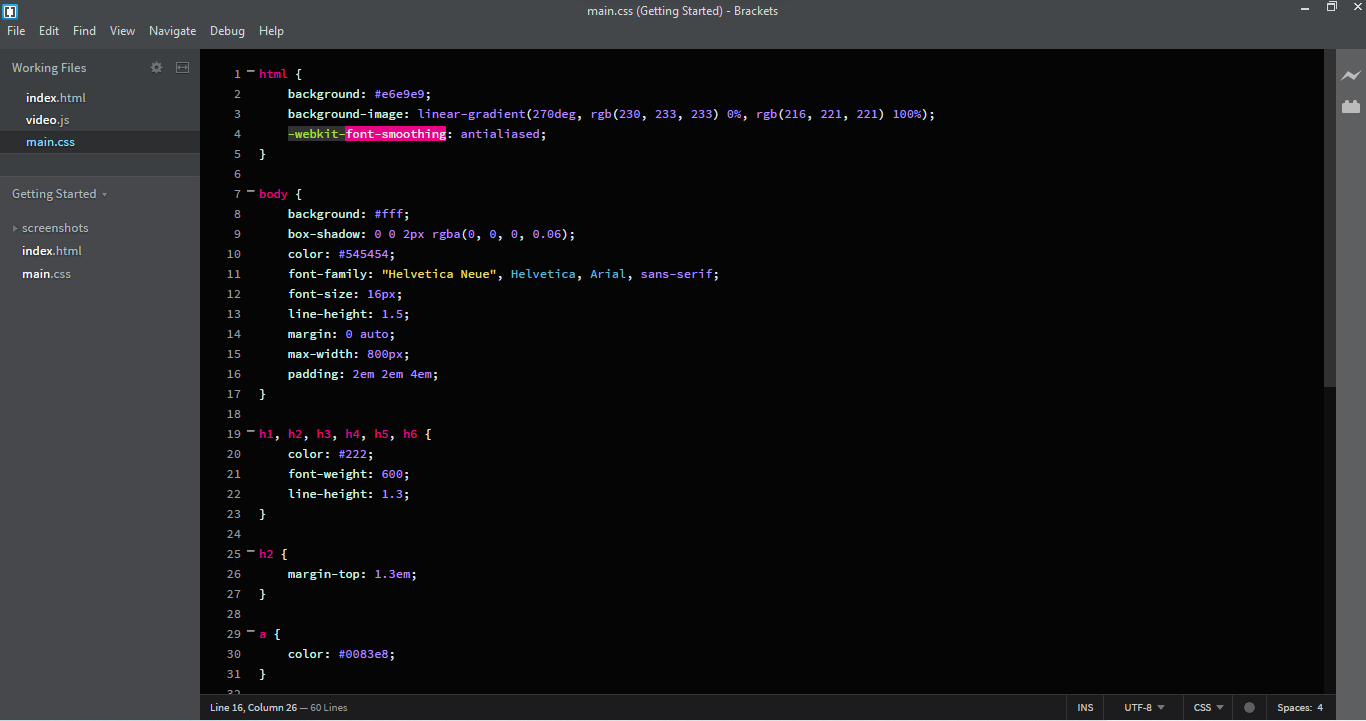 main.css (Getting Started) - Brackets
File Edit Find View Navigate Debug Help
Working Files
index.html
video.js
main.css
Getting Started
screenshots
index.html
main.css
1 html {
2 background: #e6e9e9;
3 background-image: linear-gradient(270deg, rgb(230, 233, 233) 0%, rgb(216, 221, 221) 100%);
4 -webkit-font-smoothing: antialiased;
5 }
6
7 body {
8 background: #fff;
9 box-shadow: 0 0 2px rgba(0, 0, 0, 0.06);
10 color: #545454;
11 font-family: "Helvetica Neue", Helvetica, Arial, sans-serif;
12 font-size: 16px;
13 line-height: 1.5;
14 margin: 0 auto;
15 max-width: 800px;
16 padding: 2em 2em 4em;
17 }
18
19 h1, h2, h3, h4, h5, h6 {
20 color: #222;
21 font-weight: 600;
22 line-height: 1.3;
23 }
24
25 h2 {
26 margin-top: 1.3em;
27 }
28
29 a {
30 color: #0083e8;
31 }
32
Line 16, Column 26 — 60 Lines INS UTF-8 CSS Spaces: 4